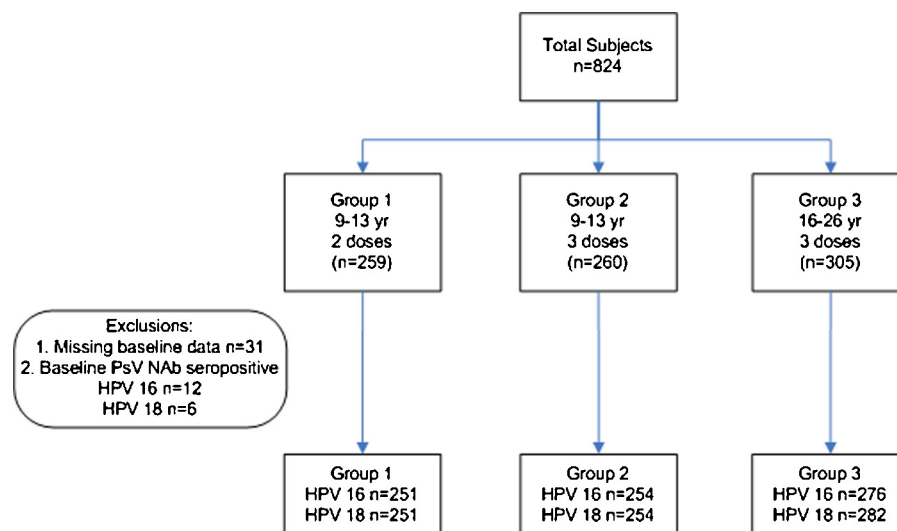 Total Subjects
n=824
Group 1
9-13 yr
2 doses
(n=259)
Group 2
9-13 yr
3 doses
(n=260)
Group 3
16-26 yr
3 doses
(n=305)
Exclusions:
1. Missing baseline data n=31
2. Baseline PsV NAb seropositive
HPV 16 n=12
HPV 18 n=6
Group 1
HPV 16 n=251
HPV 18 n=251
Group 2
HPV 16 n=254
HPV 18 n=254
Group 3
HPV 16 n=276
HPV 18 n=282